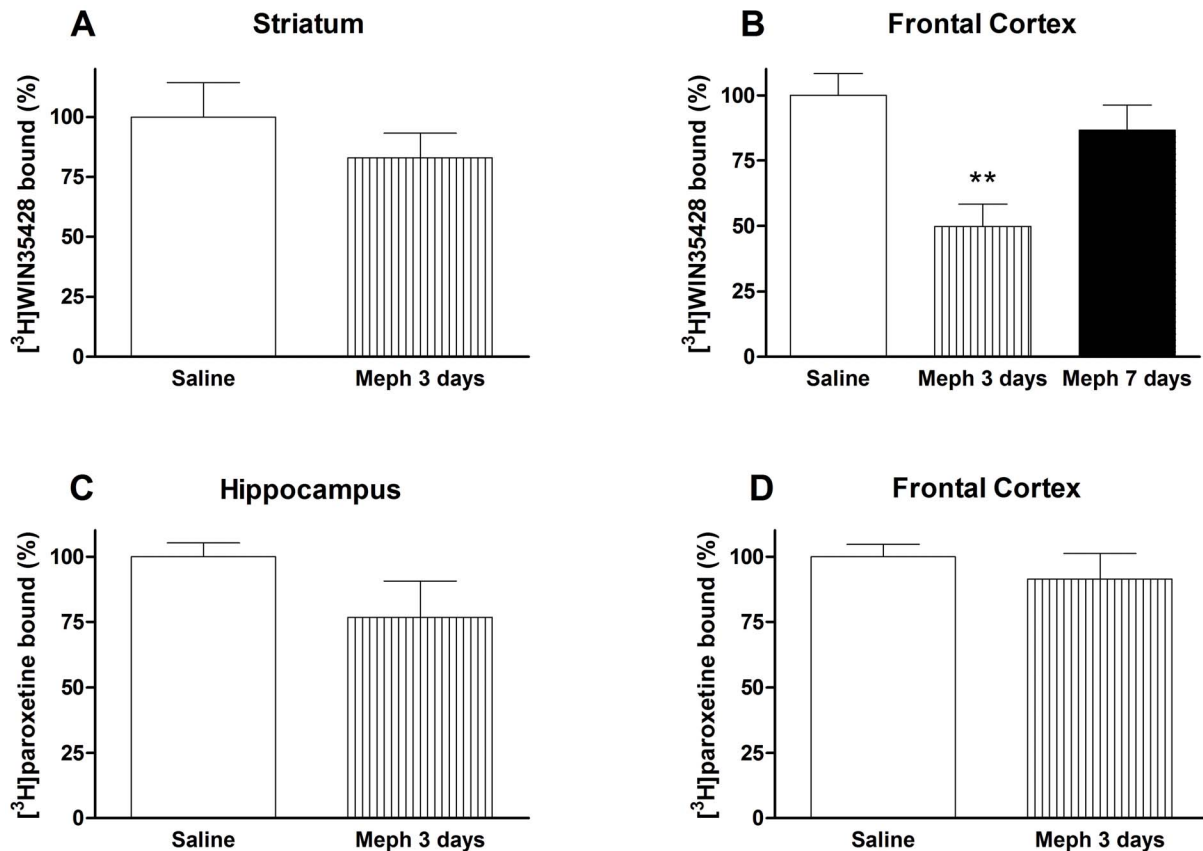 A
Striatum
[³H]WIN35428 bound (%)
100
75
50
25
0
Saline
Meph 3 days
B
Frontal Cortex
[³H]WIN35428 bound (%)
100
75
50
25
0
**
Saline
Meph 3 days
Meph 7 days
C
Hippocampus
[³H]paroxetine bound (%)
100
75
50
25
0
Saline
Meph 3 days
D
Frontal Cortex
[³H]paroxetine bound (%)
100
75
50
25
0
Saline
Meph 3 days